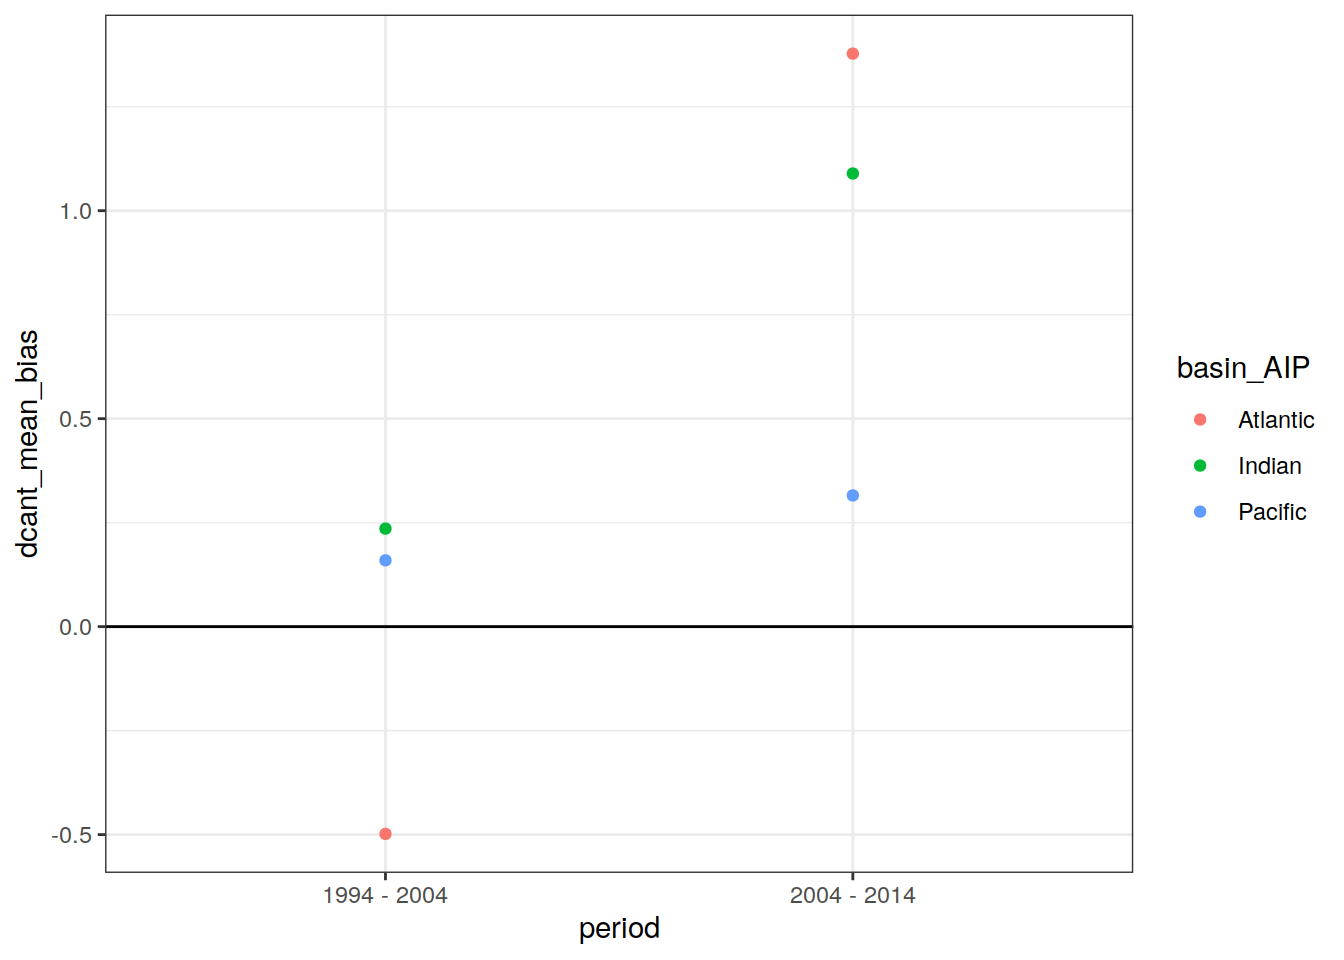 1.0
0.5
0.0
-0.5
dcant_mean_bias
1994 - 2004
2004 - 2014
period
basin_AIP
Atlantic
Indian
Pacific